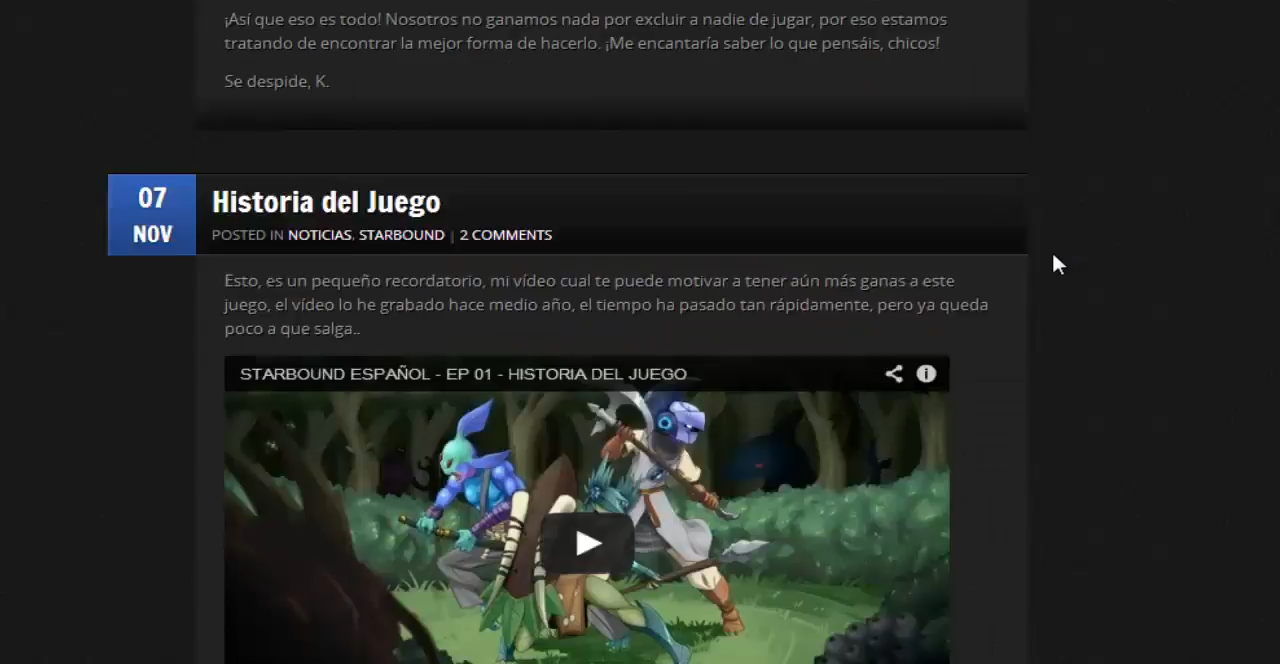 ¡Así que eso es todo! Nosotros no ganamos nada por excluir a nadie de jugar, por eso estamos
tratando de encontrar la mejor forma de hacerlo. ¡Me encantaría saber lo que pensáis, chicos!
Se despide, K.
07
NOV
Historia del Juego
POSTED IN NOTICIAS, STARBOUND | 2 COMMENTS
Esto, es un pequeño recordatorio, mi vídeo cual te puede motivar a tener aún más ganas a este
juego, el vídeo lo he grabado hace medio año, el tiempo ha pasado tan rápidamente, pero ya queda
poco a que salga..
STARBOUND ESPAÑOL - EP 01 - HISTORIA DEL JUEGO